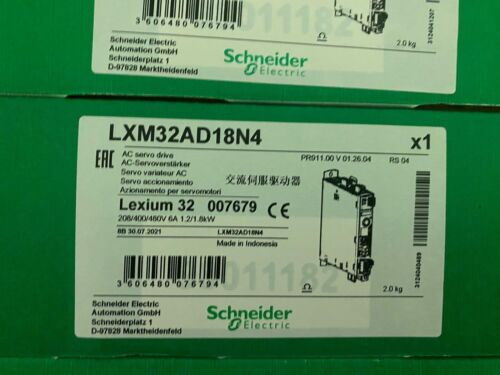 3 606480 076794
Schneider Electric
Automation GmbH
Schneiderplatz 1
D-97828 Marktheidenfeld
Schneider
Electric
2.0 kg
3124041207
011182
LXM32AD18N4
x1
EAC
AC servo drive
AC-Servoverstärker
Servo variateur AC
Servo accionamiento
Azionamento per servomotori
PR911.00 V 01.26.04
RS 04
交流伺服驱动器
Lexium 32 007679 CE
208/400/480V 6A 1.2/1.8kW
8B 30.07.2021
LXM32AD18N4
Made in Indonesia
3 606480 076794
011182
2.0 kg
3124040489
Schneider Electric
Automation GmbH
Schneiderplatz 1
D-97828 Marktheidenfeld
Schneider
Electric